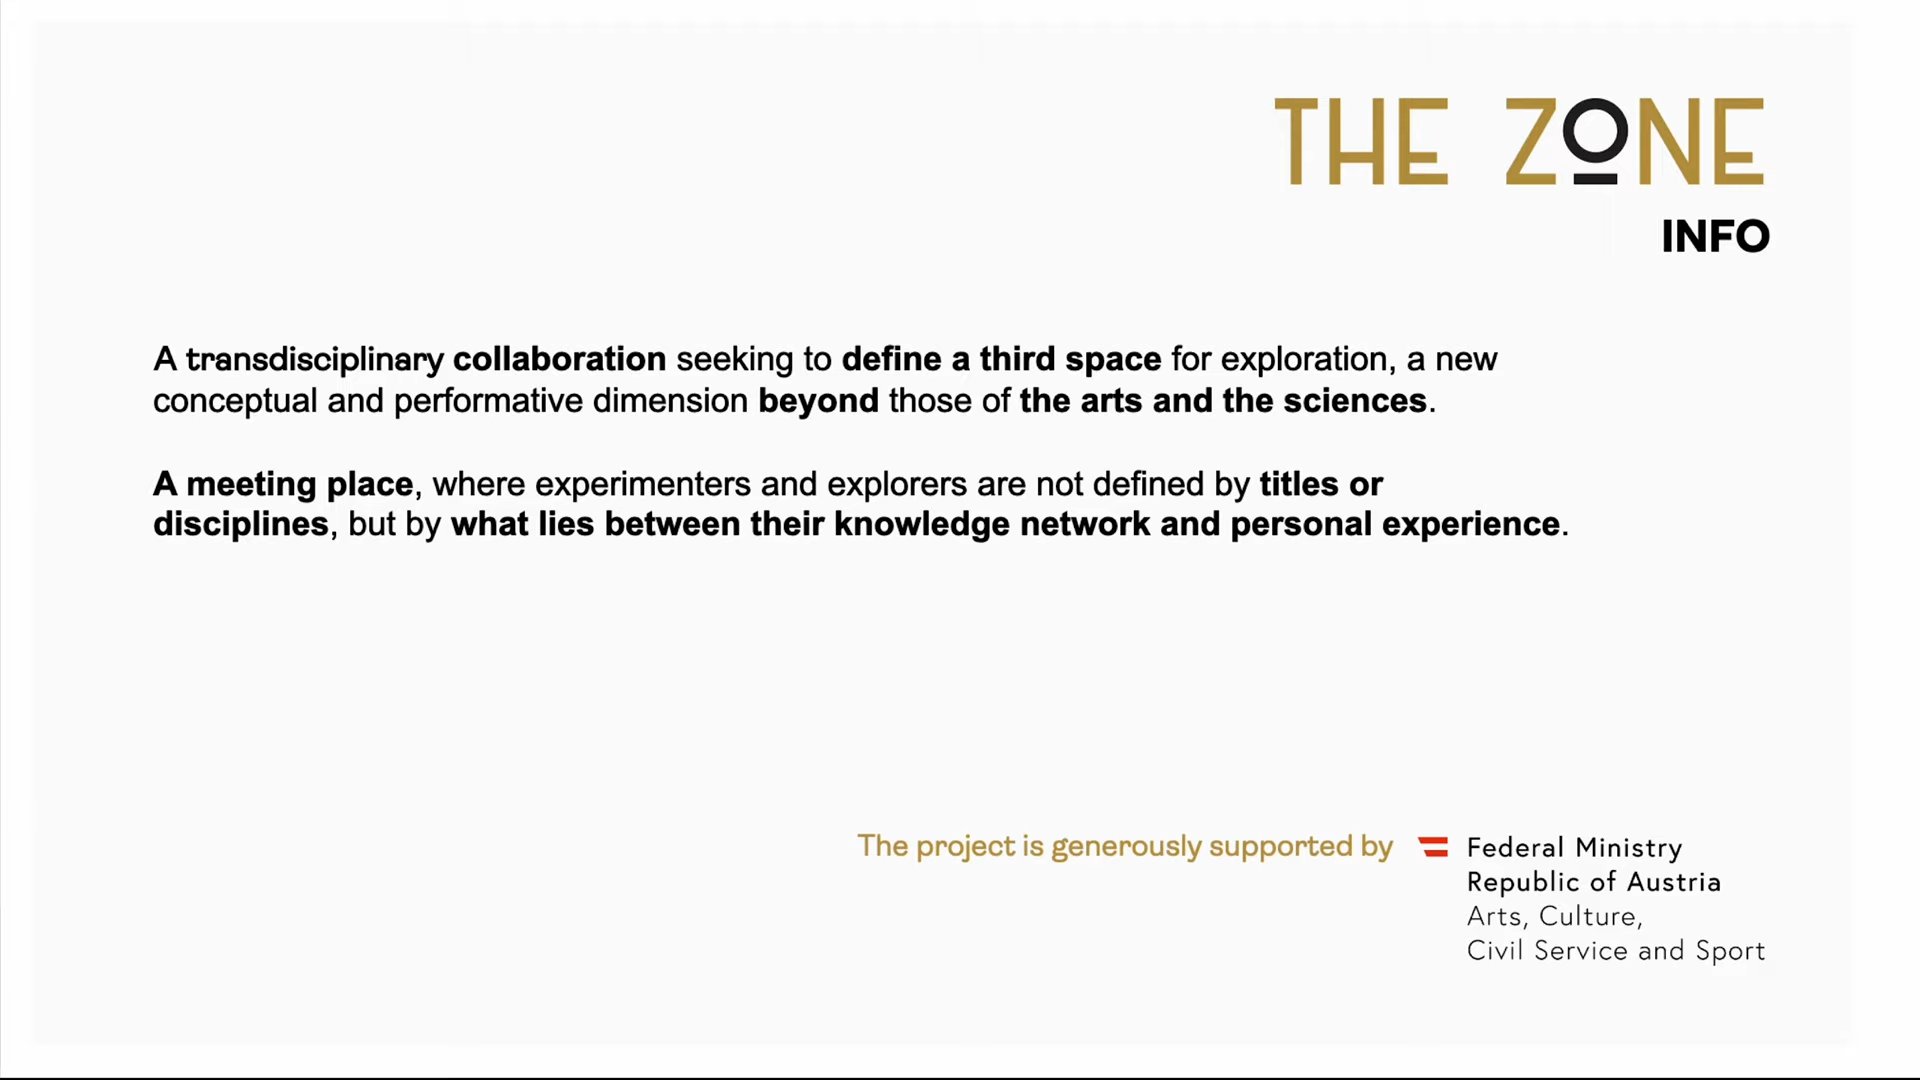 THE ZONE
INFO
A transdisciplinary collaboration seeking to define a third space for exploration, a new
conceptual and performative dimension beyond those of the arts and the sciences.
A meeting place, where experimenters and explorers are not defined by titles or
disciplines, but by what lies between their knowledge network and personal experience.
The project is generously supported by
Federal Ministry
Republic of Austria
Arts, Culture,
Civil Service and Sport